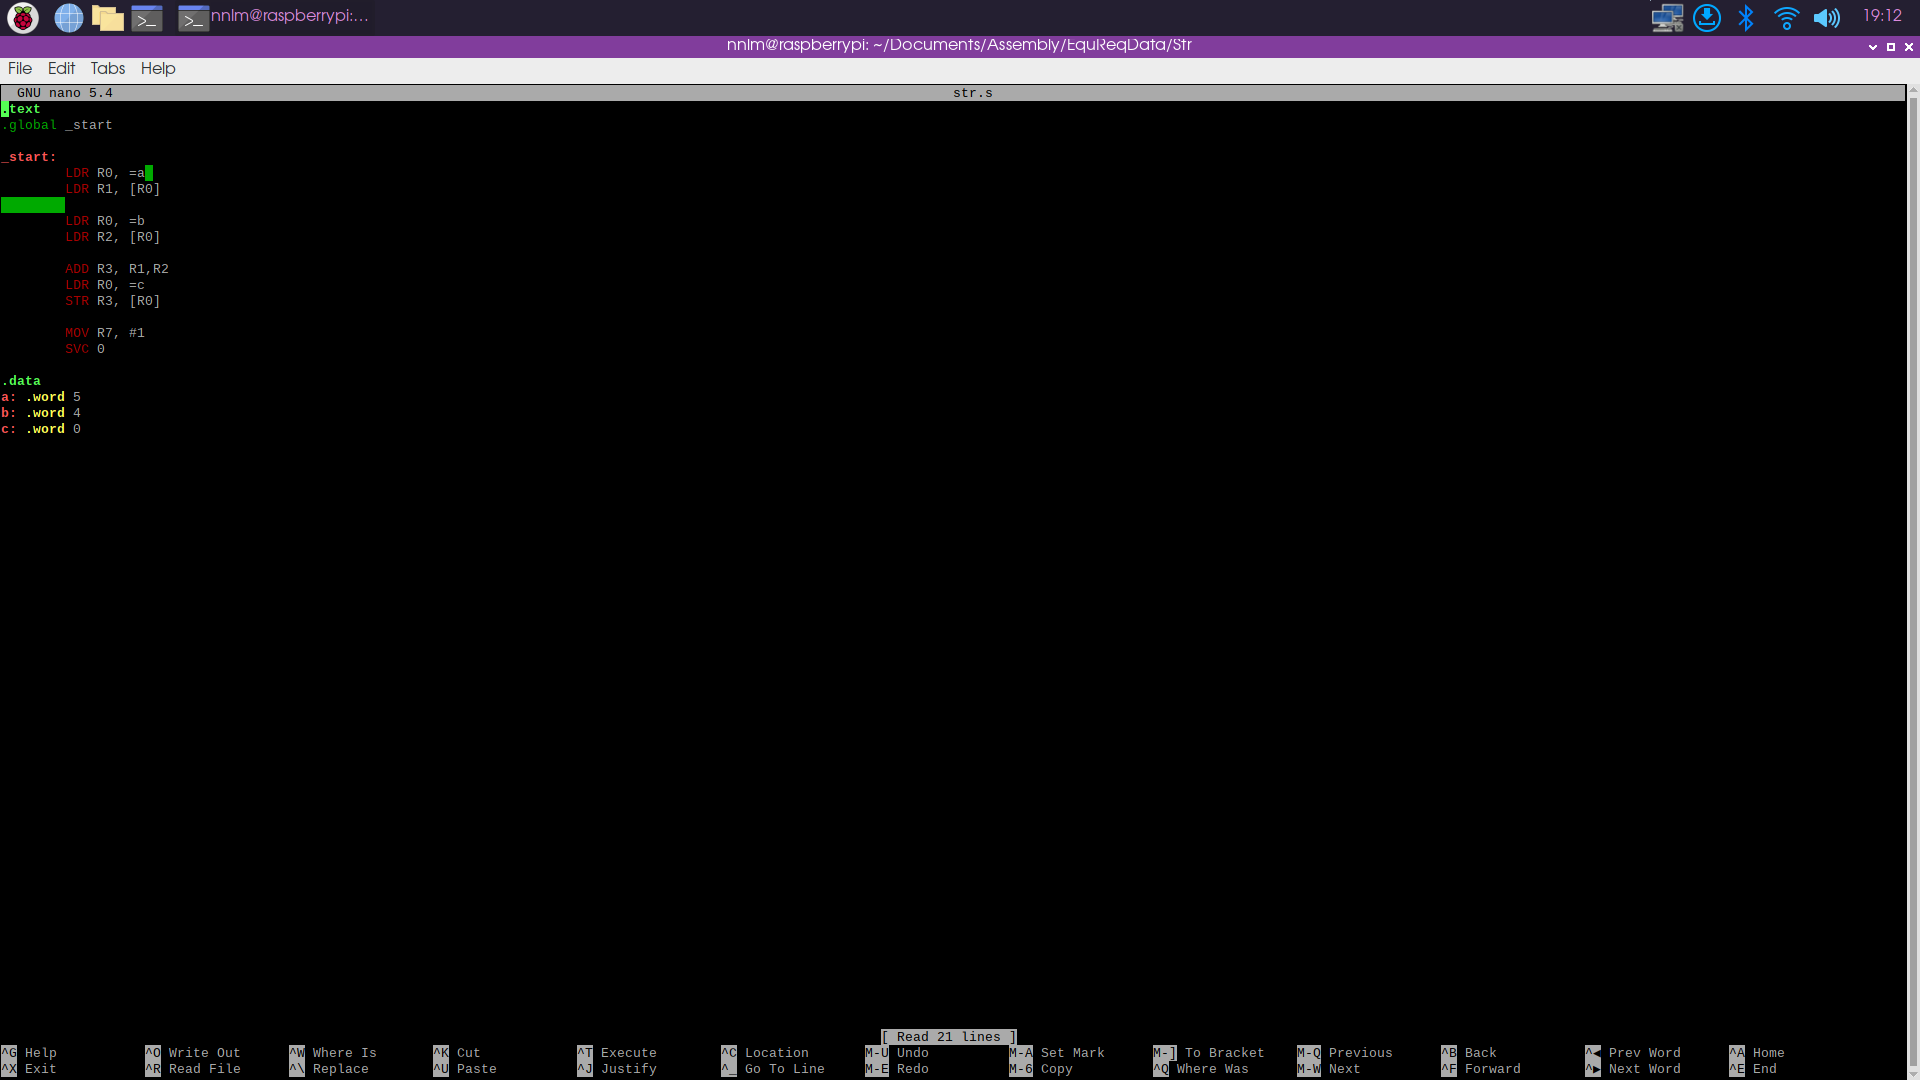 nnlm@raspberrypi:...
19:12
nnlm@raspberrypi: ~/Documents/Assembly/EquReqData/Str
File Edit Tabs Help
GNU nano 5.4 str.s
.text
.global _start
_start:
LDR R0, =a
LDR R1, [R0]
LDR R0, =b
LDR R2, [R0]
ADD R3, R1,R2
LDR R0, =c
STR R3, [R0]
MOV R7, #1
SVC 0
.data
a: .word 5
b: .word 4
c: .word 0
[ Read 21 lines ]
^G Help ^O Write Out ^W Where Is ^K Cut ^T Execute ^C Location M-U Undo M-A Set Mark M-] To Bracket M-Q Previous ^B Back ^◀ Prev Word ^A Home
^X Exit ^R Read File ^\ Replace ^U Paste ^J Justify ^_ Go To Line M-E Redo M-6 Copy ^Q Where Was M-W Next ^F Forward ^▶ Next Word ^E End